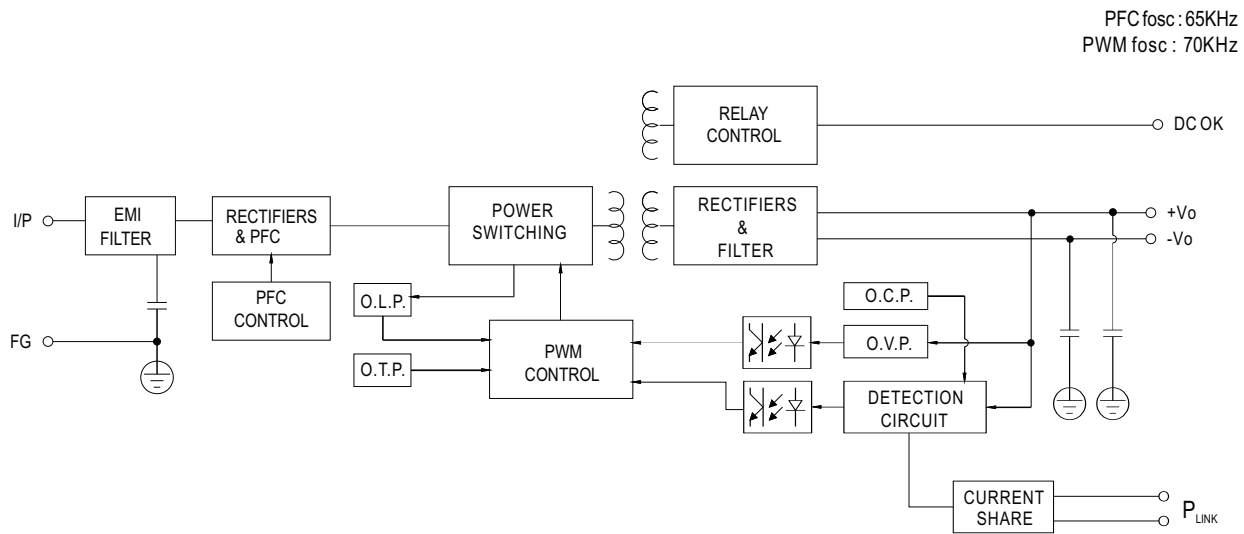 PFC fosc : 65KHz
PWM fosc : 70KHz
RELAY
CONTROL
DC OK
I/P
EMI
FILTER
RECTIFIERS
& PFC
POWER
SWITCHING
RECTIFIERS
&
FILTER
+Vo
-Vo
PFC
CONTROL
O.L.P.
O.C.P.
FG
O.T.P.
PWM
CONTROL
O.V.P.
DETECTION
CIRCUIT
CURRENT
SHARE
PLINK